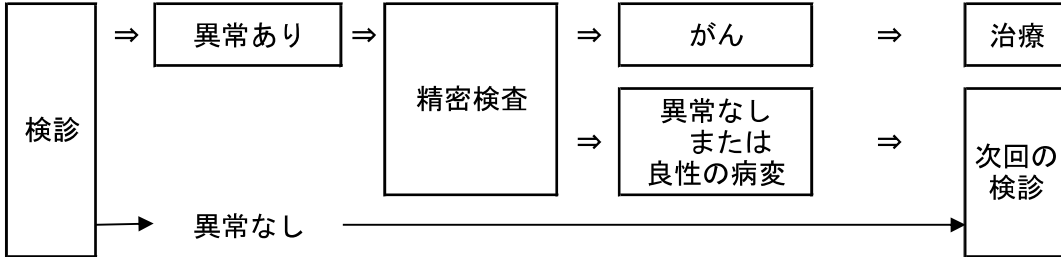 検診
⇒
異常あり
⇒
精密検査
⇒
がん
⇒
治療
⇒
異常なし
または
良性の病変
⇒
次回の
検診
異常なし